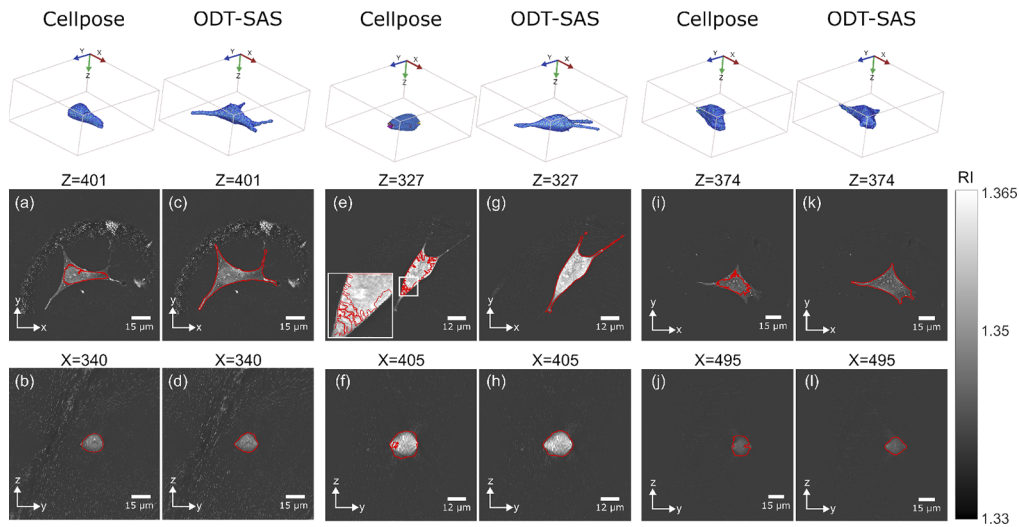 Cellpose ODT-SAS Cellpose ODT-SAS Cellpose ODT-SAS
Y X Z Y X Z Y X Z Y X Z Y X Z Y X Z
Z=401 Z=401 Z=327 Z=327 Z=374 Z=374
RI
(a) (c) (e) (g) (i) (k)
1.365
y y y y y y
x x x x x x
15 µm 15 µm 12 µm 12 µm 15 µm 15 µm
1.35
X=340 X=340 X=405 X=405 X=495 X=495
(b) (d) (f) (h) (j) (l)
z z z z z z
y y y y y y
15 µm 15 µm 12 µm 12 µm 15 µm 15 µm
1.33